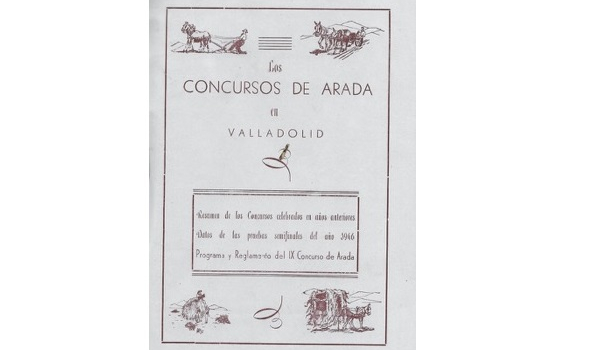 Los
CONCURSOS DE ARADA
en
VALLADOLID
Resumen de los Concursos celebrados en años anteriores
Datos de las pruebas semifinales del año 1946
Programa y Reglamento del IX Concurso de Arada